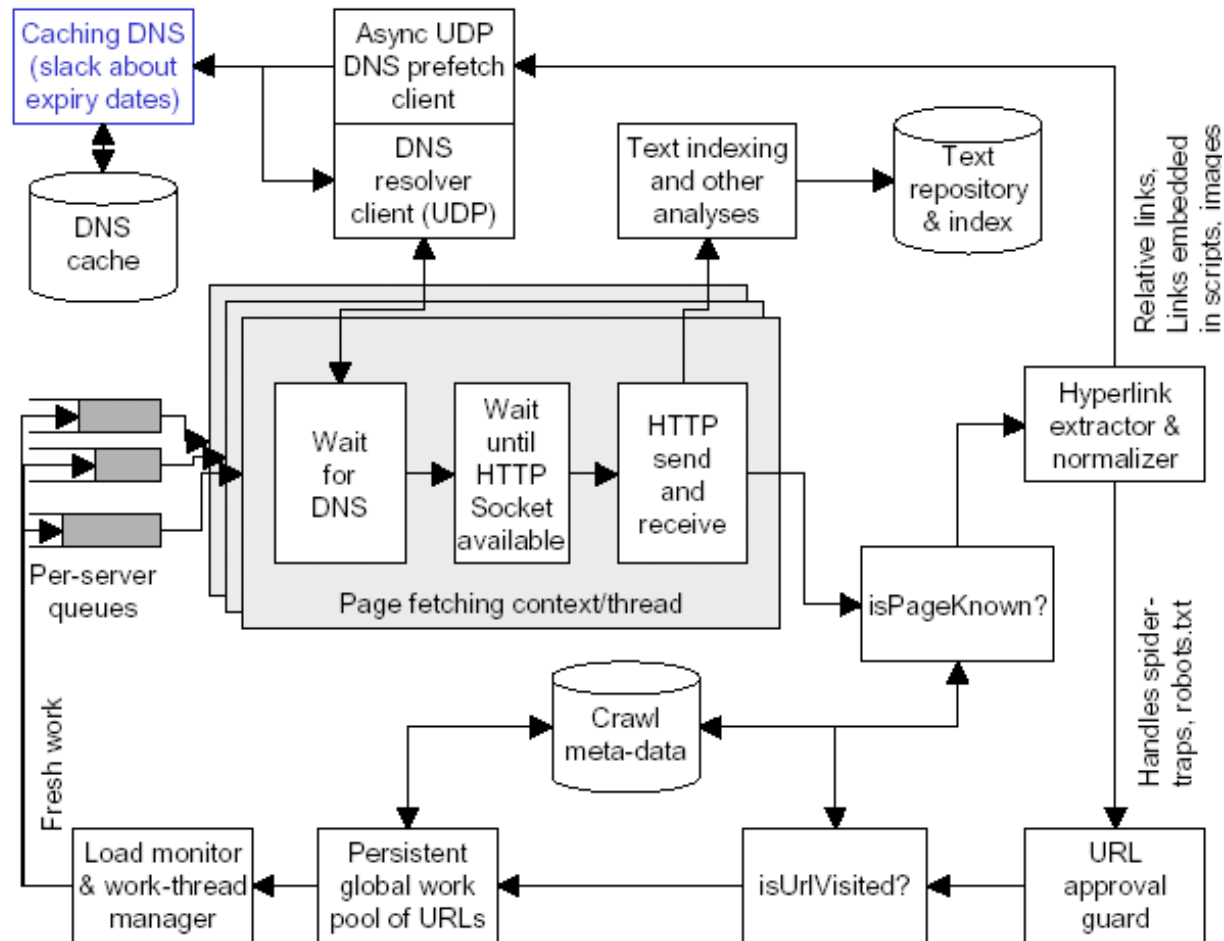 Caching DNS
(slack about
expiry dates)
Async UDP
DNS prefetch
client
DNS
resolver
client (UDP)
DNS
cache
Text indexing
and other
analyses
Text
repository
& index
Relative links,
Links embedded
in scripts, images
Hyperlink
extractor &
normalizer
Wait
for
DNS
Wait
until
HTTP
Socket
available
HTTP
send
and
receive
Page fetching context/thread
Per-server
queues
isPageKnown?
Handles spider-
traps, robots.txt
Crawl
meta-data
Fresh work
Load monitor
& work-thread
manager
Persistent
global work
pool of URLs
isUrlVisited?
URL
approval
guard